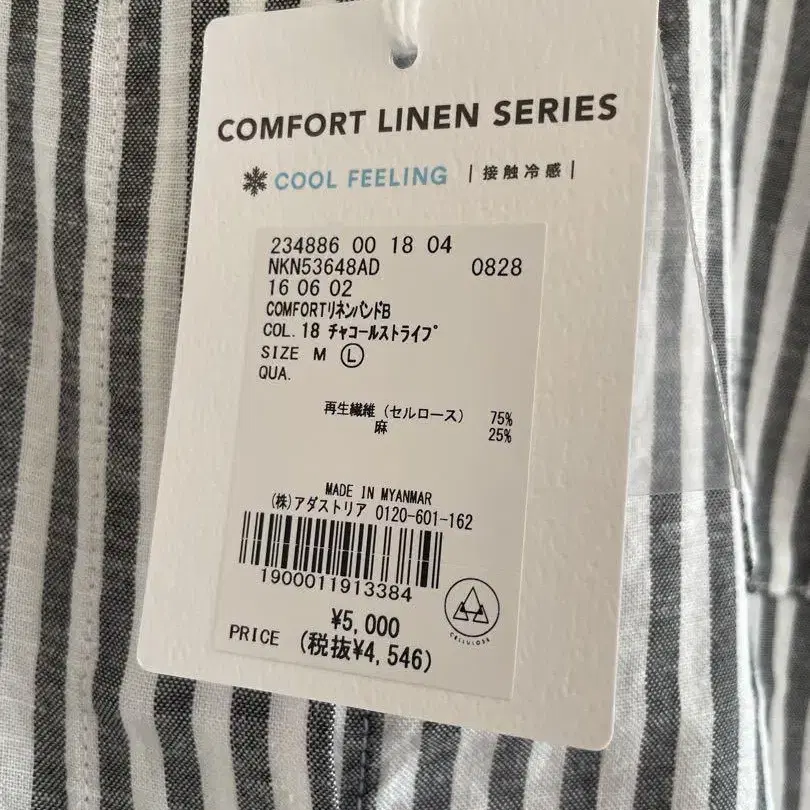 COMFORT LINEN SERIES
COOL FEELING |接触冷感|
234886 00 18 04
NKN53648AD 0828
16 06 02
COMFORTリネンバンドB
COL. 18 チャコールストライプ
SIZE M Ⓛ
QUA.
再生繊維 (セルロース) 75%
麻 25%
MADE IN MYANMAR
(株)アダストリア 0120-601-162
1900011913384
¥5,000
PRICE (税抜¥4,546)
CELLULOSE